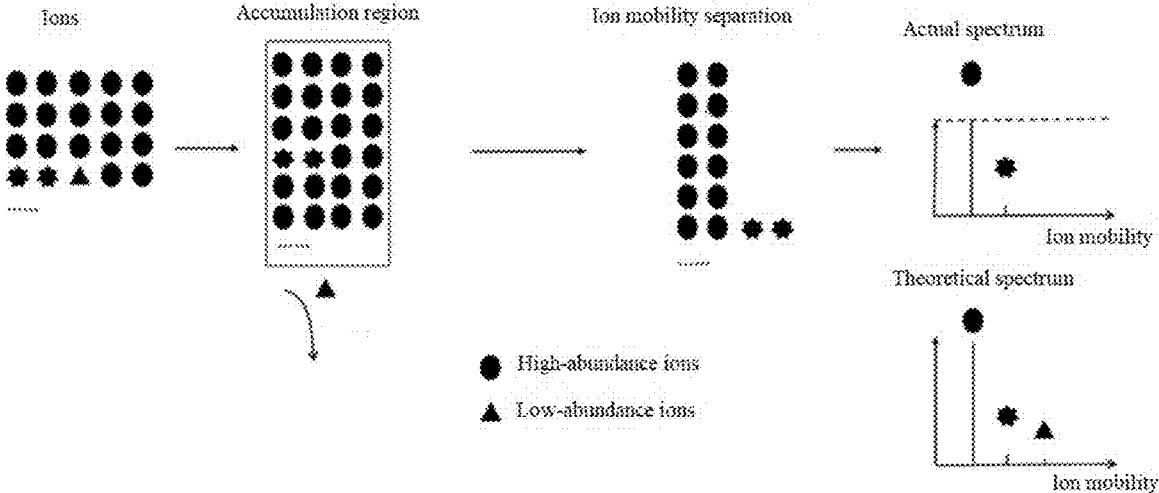 Ions
Accumulation region
Ion mobility separation
Actual spectrum
Ion mobility
Theoretical spectrum
High-abundance ions
Low-abundance ions
Ion mobility